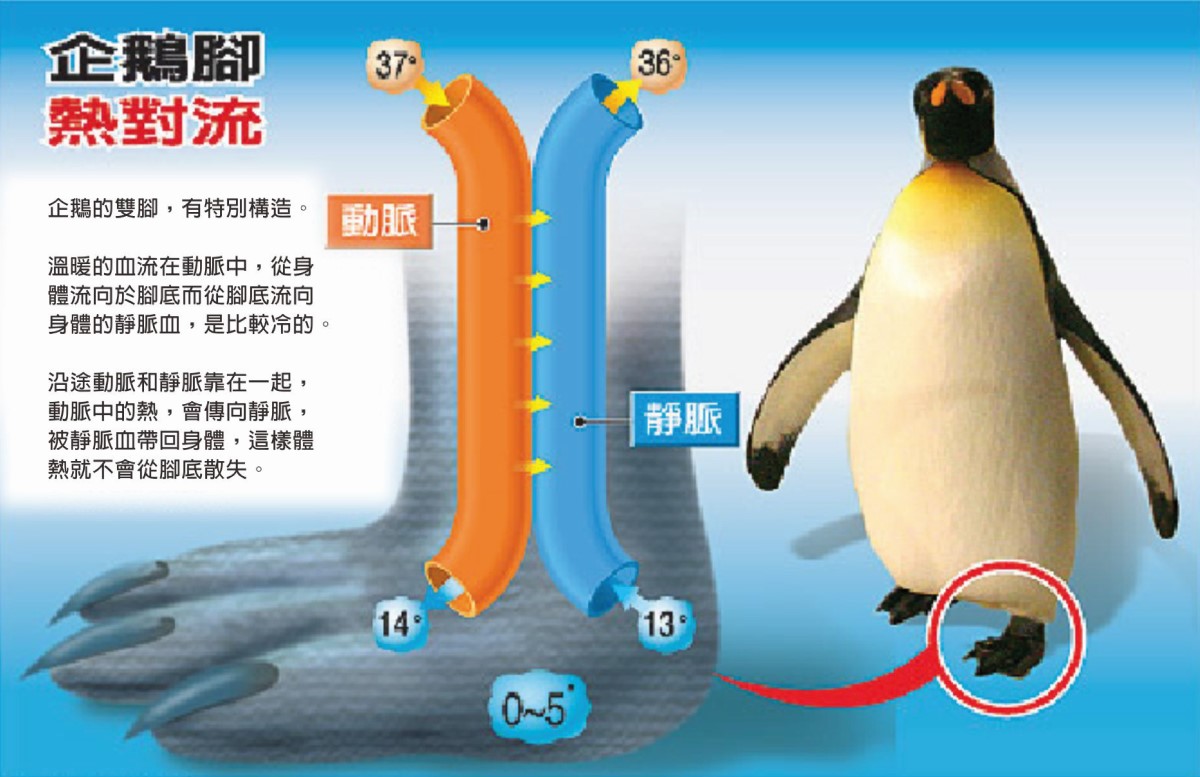 企鵝腳
熱對流
37°
36°
企鵝的雙腳，有特別構造。
動脈
溫暖的血流在動脈中，從身
體流向於腳底而從腳底流向
身體的靜脈血，是比較冷的。
沿途動脈和靜脈靠在一起，
動脈中的熱，會傳向靜脈，
被靜脈血帶回身體，這樣體
熱就不會從腳底散失。
靜脈
14°
13°
0~5°